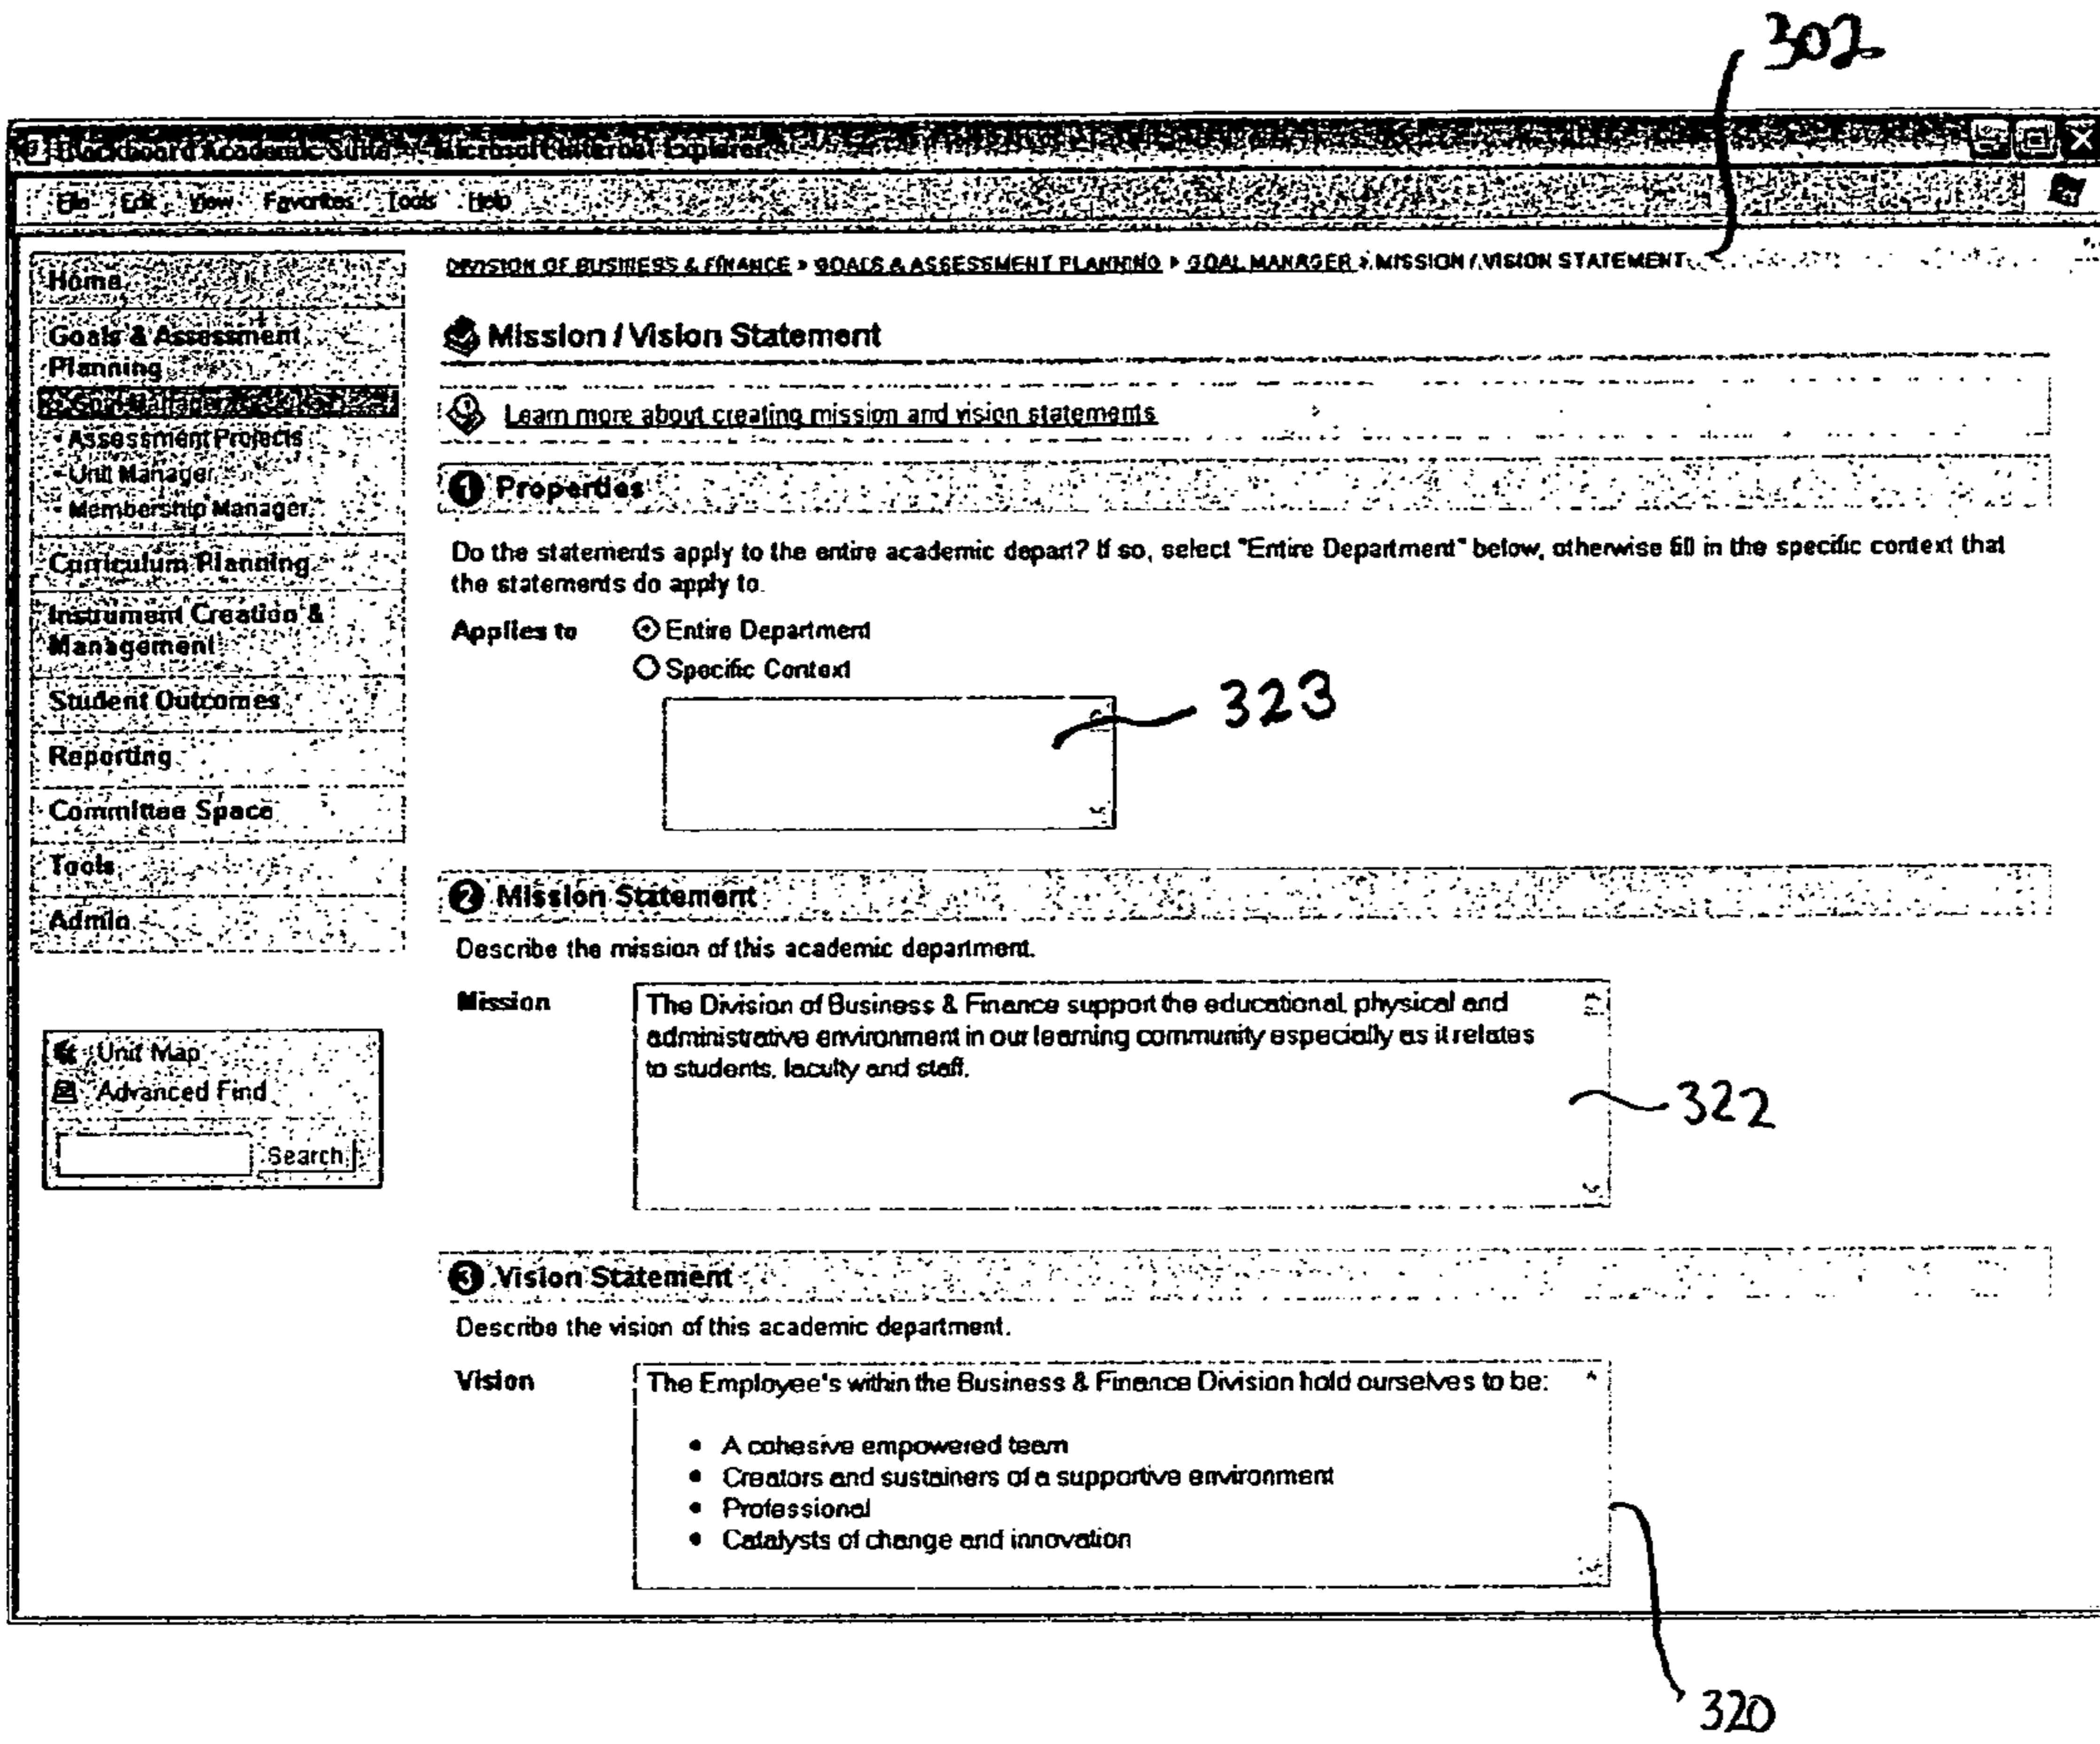 302
Blackboard Academic Suite - Microsoft Internet Explorer
File Edit View Favorites Tools Help
DIVISION OF BUSINESS & FINANCE > GOALS & ASSESSMENT PLANNING > GOAL MANAGER > MISSION / VISION STATEMENT
Home
Goals & Assessment
Planning
Goal Manager
• Assessment Projects
• Unit Manager
• Membership Manager
Curriculum Planning
Instrument Creation &
Management
Student Outcomes
Reporting
Committee Space
Tools
Admin
Unit Map
Advanced Find
Search
Mission / Vision Statement
Learn more about creating mission and vision statements
1 Properties
Do the statements apply to the entire academic depart? If so, select "Entire Department" below, otherwise fill in the specific context that
the statements do apply to.
Applies to Entire Department
Specific Context
323
2 Mission Statement
Describe the mission of this academic department.
Mission The Division of Business & Finance support the educational, physical and
administrative environment in our learning community especially as it relates
to students, faculty and staff.
322
3 Vision Statement
Describe the vision of this academic department.
Vision The Employee's within the Business & Finance Division hold ourselves to be:
• A cohesive empowered team
• Creators and sustainers of a supportive environment
• Professional
• Catalysts of change and innovation
320